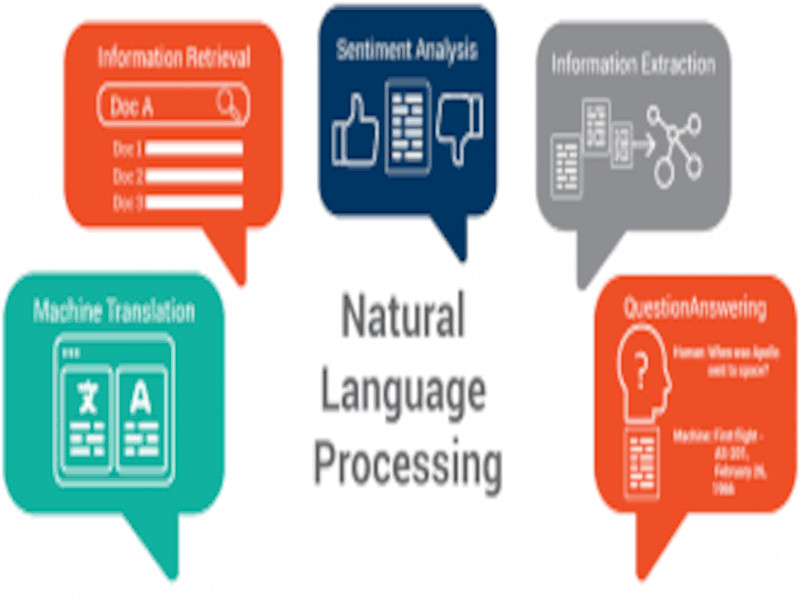 Information Retrieval
Doc A
Doc 1
Doc 2
Doc 3
Sentiment Analysis
Information Extraction
Machine Translation
文 A
Natural
Language
Processing
QuestionAnswering
?
Human: When was Apollo
sent to space?
Machine: First flight -
AS-201,
February 26,
1966